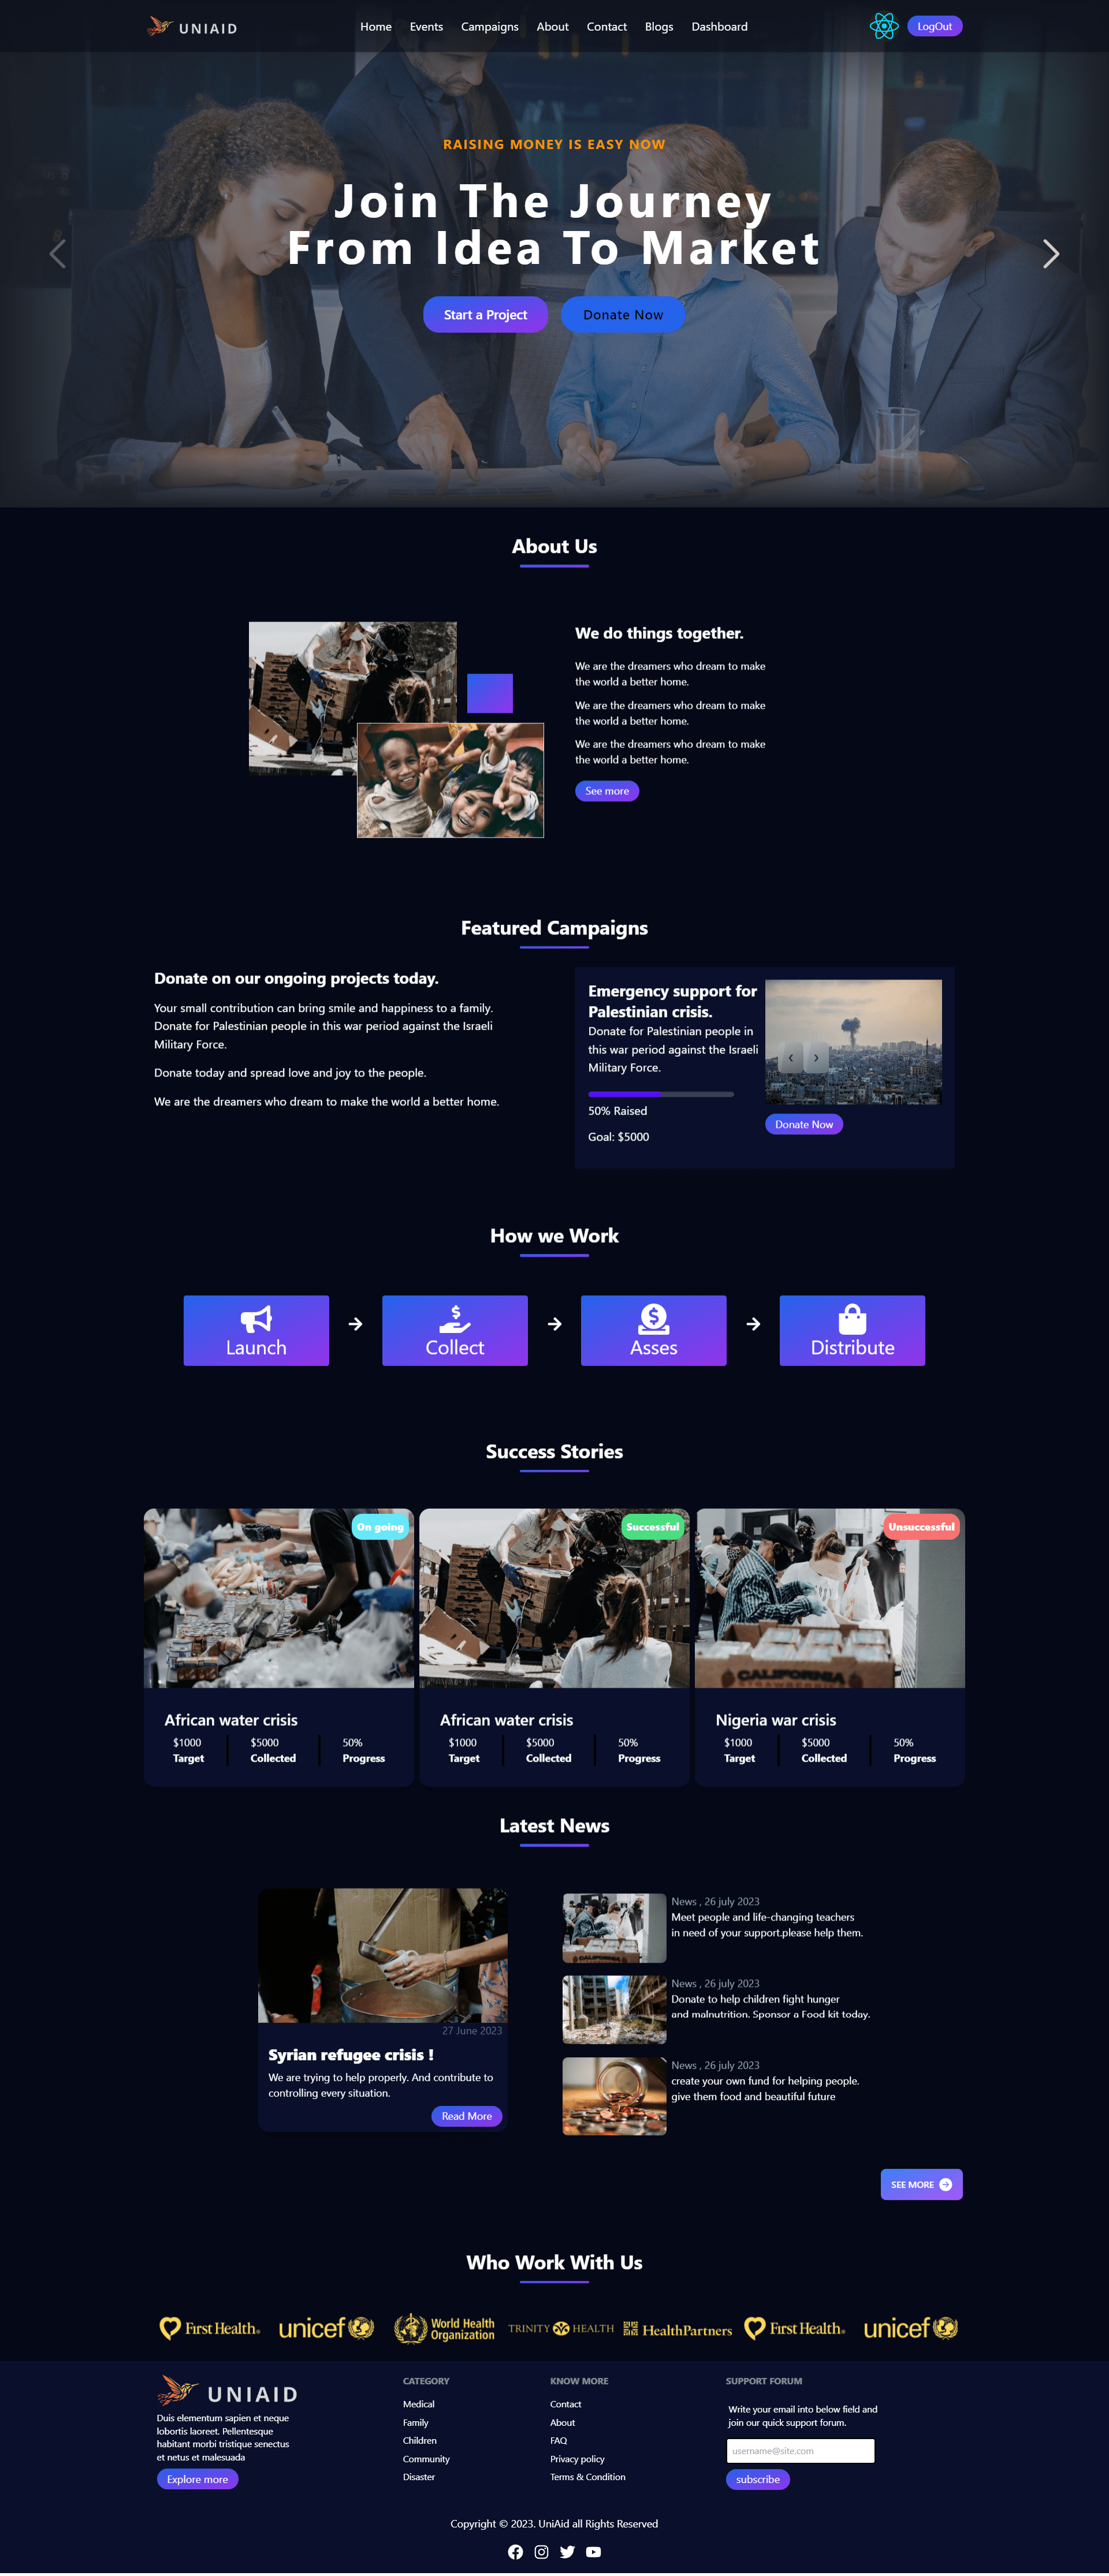 UNIAID
Home Events Campaigns About Contact Blogs Dashboard
LogOut
RAISING MONEY IS EASY NOW
Join The Journey
From Idea To Market
Start a Project
Donate Now
About Us
We do things together.
We are the dreamers who dream to make
the world a better home.
We are the dreamers who dream to make
the world a better home.
We are the dreamers who dream to make
the world a better home.
See more
Featured Campaigns
Donate on our ongoing projects today.
Your small contribution can bring smile and happiness to a family.
Donate for Palestinian people in this war period against the Israeli
Military Force.
Donate today and spread love and joy to the people.
We are the dreamers who dream to make the world a better home.
Emergency support for
Palestinian crisis.
Donate for Palestinian people in
this war period against the Israeli
Military Force.
50% Raised
Goal: $5000
Donate Now
How we Work
Launch
Collect
Asses
Distribute
Success Stories
On going
African water crisis
$1000 $5000 50%
Target Collected Progress
Successful
African water crisis
$1000 $5000 50%
Target Collected Progress
Unsuccessful
CALIFORNIA
Nigeria war crisis
$1000 $5000 50%
Target Collected Progress
Latest News
27 June 2023
Syrian refugee crisis !
We are trying to help properly. And contribute to
controlling every situation.
Read More
News , 26 july 2023
Meet people and life-changing teachers
in need of your support.please help them.
News , 26 july 2023
Donate to help children fight hunger
and malnutrition. Sponsor a Food kit today.
News , 26 july 2023
create your own fund for helping people.
give them food and beautiful future
SEE MORE
Who Work With Us
First Health
unicef
World Health
Organization
TRINITY HEALTH
HealthPartners
First Health
unicef
UNIAID
Duis elementum sapien et neque
lobortis laoreet. Pellentesque
habitant morbi tristique senectus
et netus et malesuada
Explore more
CATEGORY
Medical
Family
Children
Community
Disaster
KNOW MORE
Contact
About
FAQ
Privacy policy
Terms & Condition
SUPPORT FORUM
Write your email into below field and
join our quick support forum.
username@site.com
subscribe
Copyright © 2023. UniAid all Rights Reserved